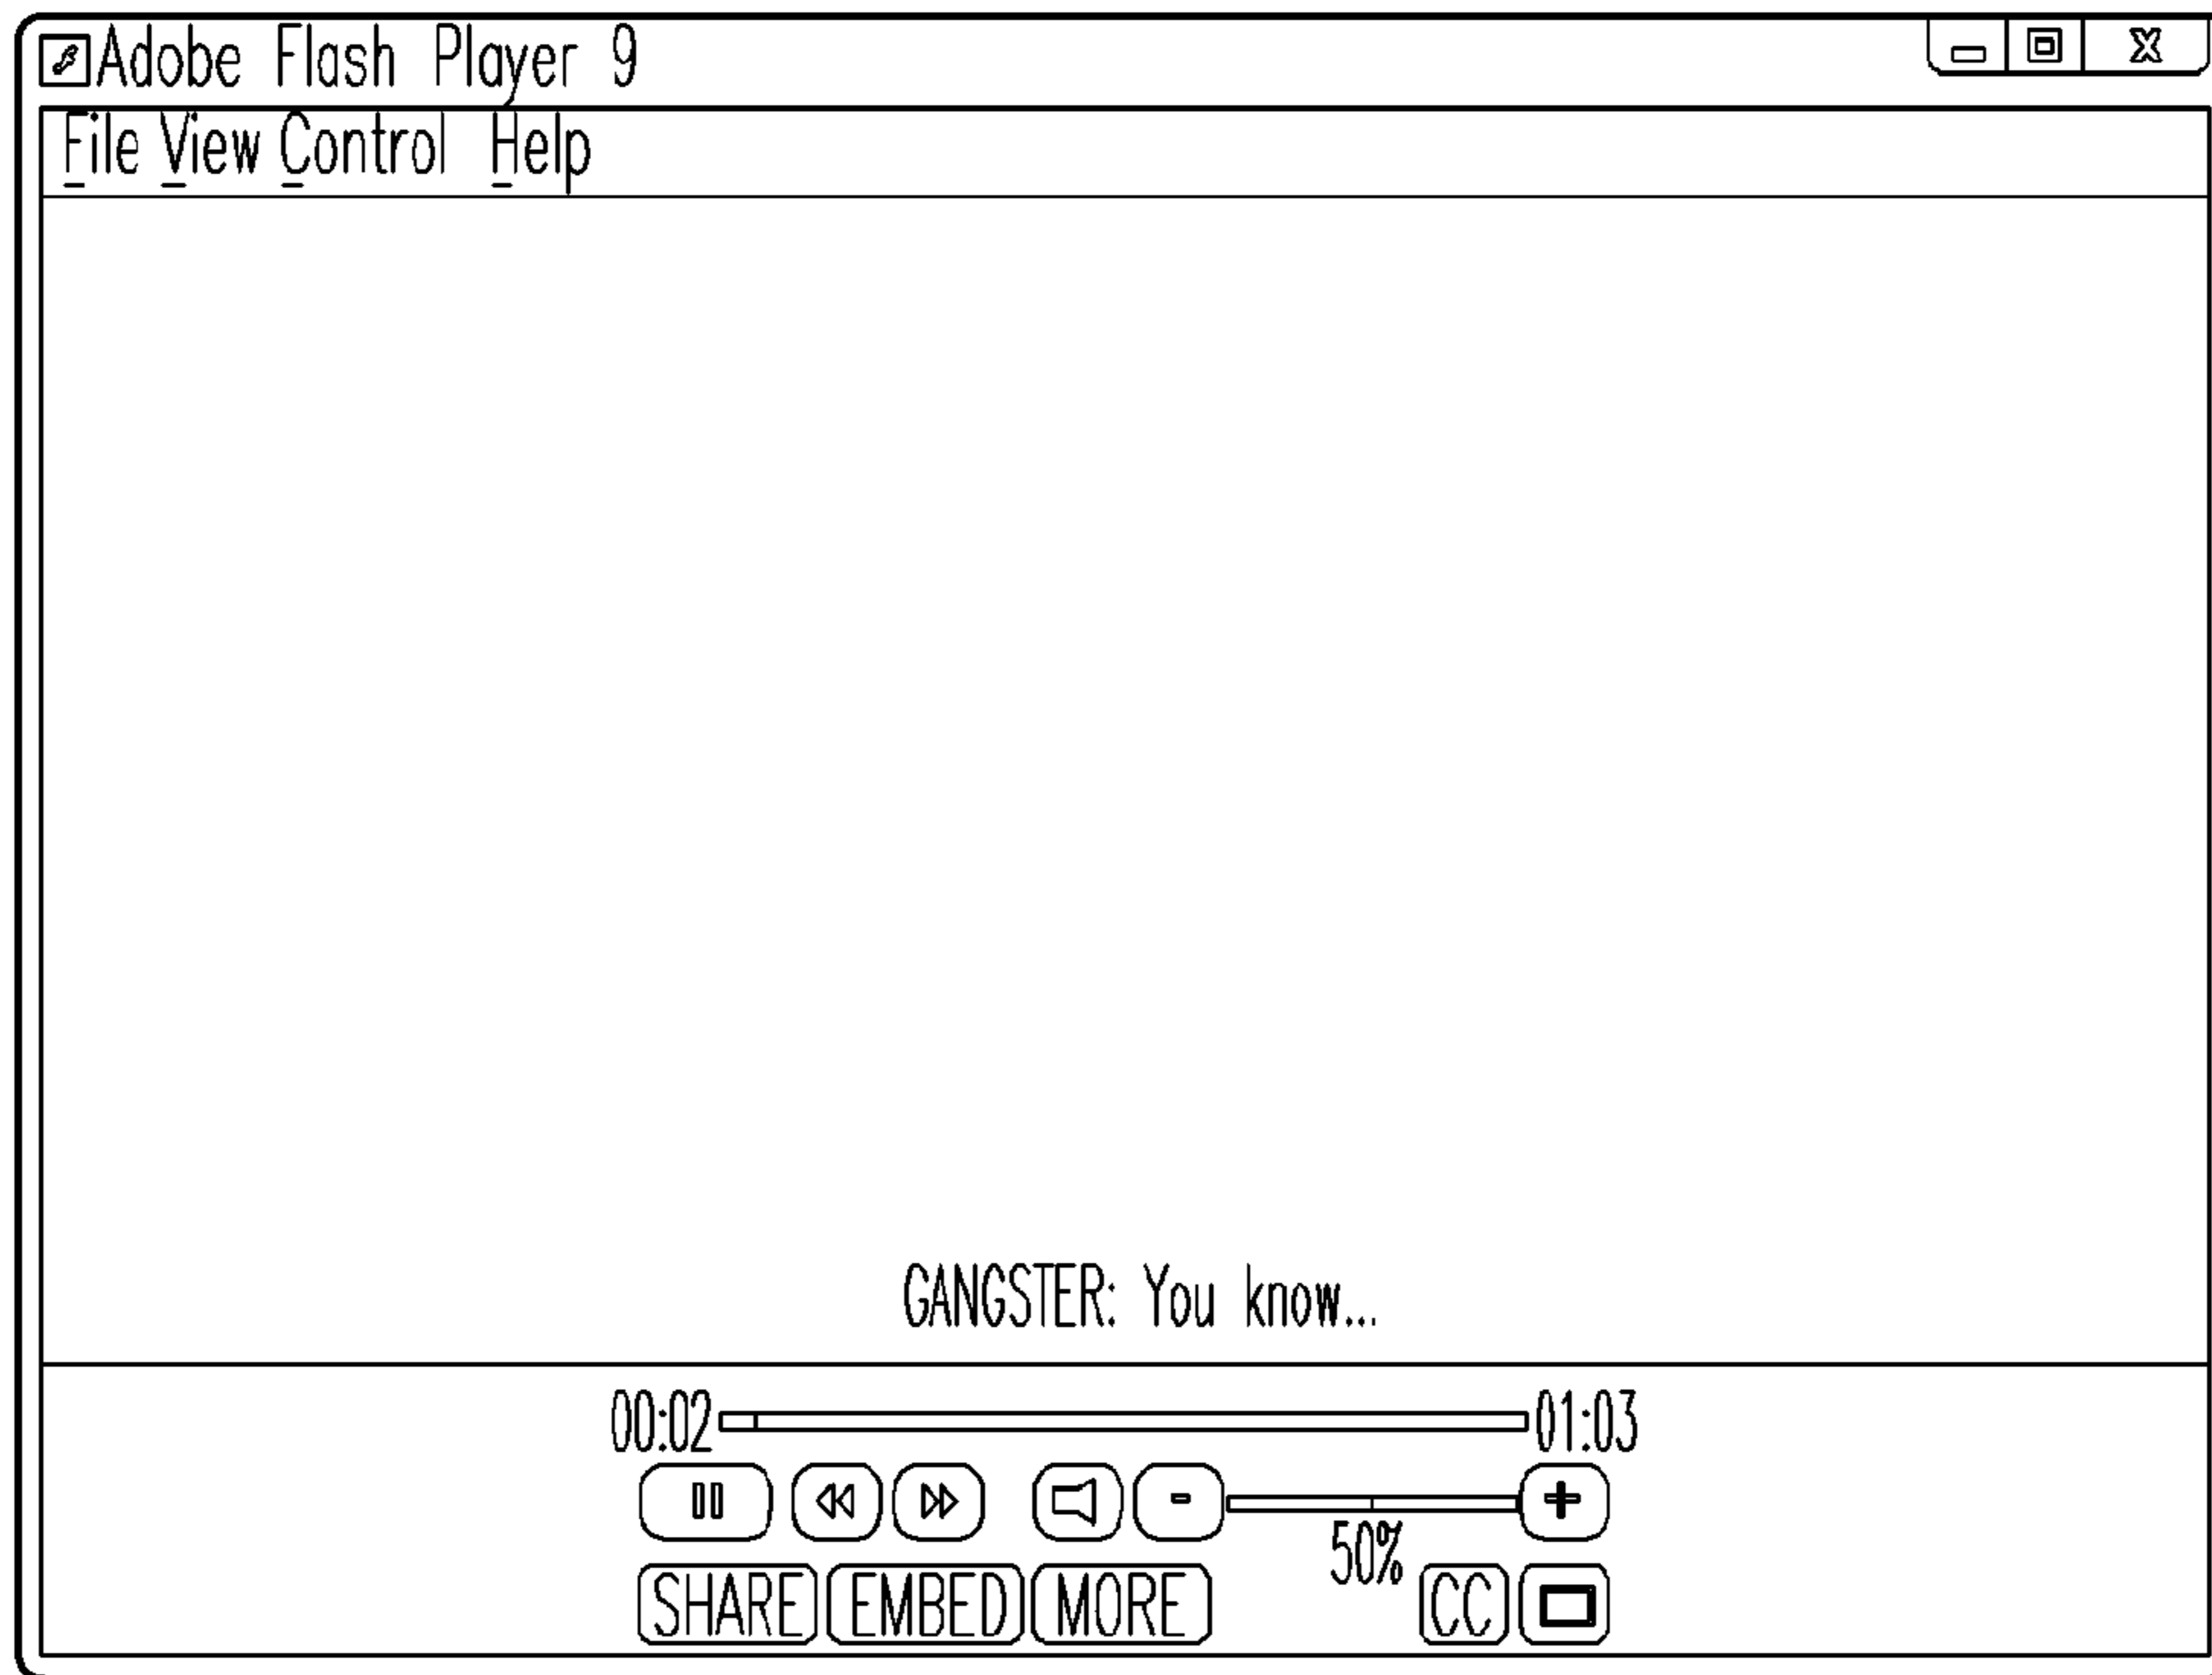 Adobe Flash Player 9
File View Control Help
GANGSTER: You know...
00:02 01:03
50%
SHARE EMBED MORE CC